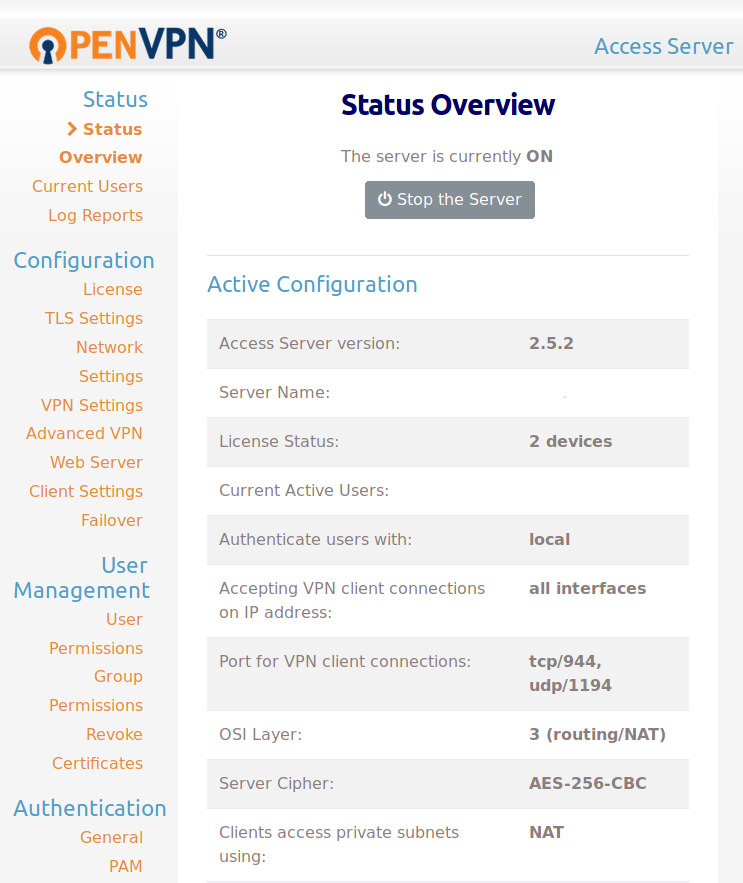 OPENVPN®
Access Server
Status
Status
Overview
Current Users
Log Reports
Configuration
License
TLS Settings
Network
Settings
VPN Settings
Advanced VPN
Web Server
Client Settings
Failover
User
Management
User
Permissions
Group
Permissions
Revoke
Certificates
Authentication
General
PAM
Status Overview
The server is currently ON
Stop the Server
Active Configuration
Access Server version: 2.5.2
Server Name:
License Status: 2 devices
Current Active Users:
Authenticate users with: local
Accepting VPN client connections all interfaces
on IP address:
Port for VPN client connections: tcp/944,
udp/1194
OSI Layer: 3 (routing/NAT)
Server Cipher: AES-256-CBC
Clients access private subnets NAT
using: